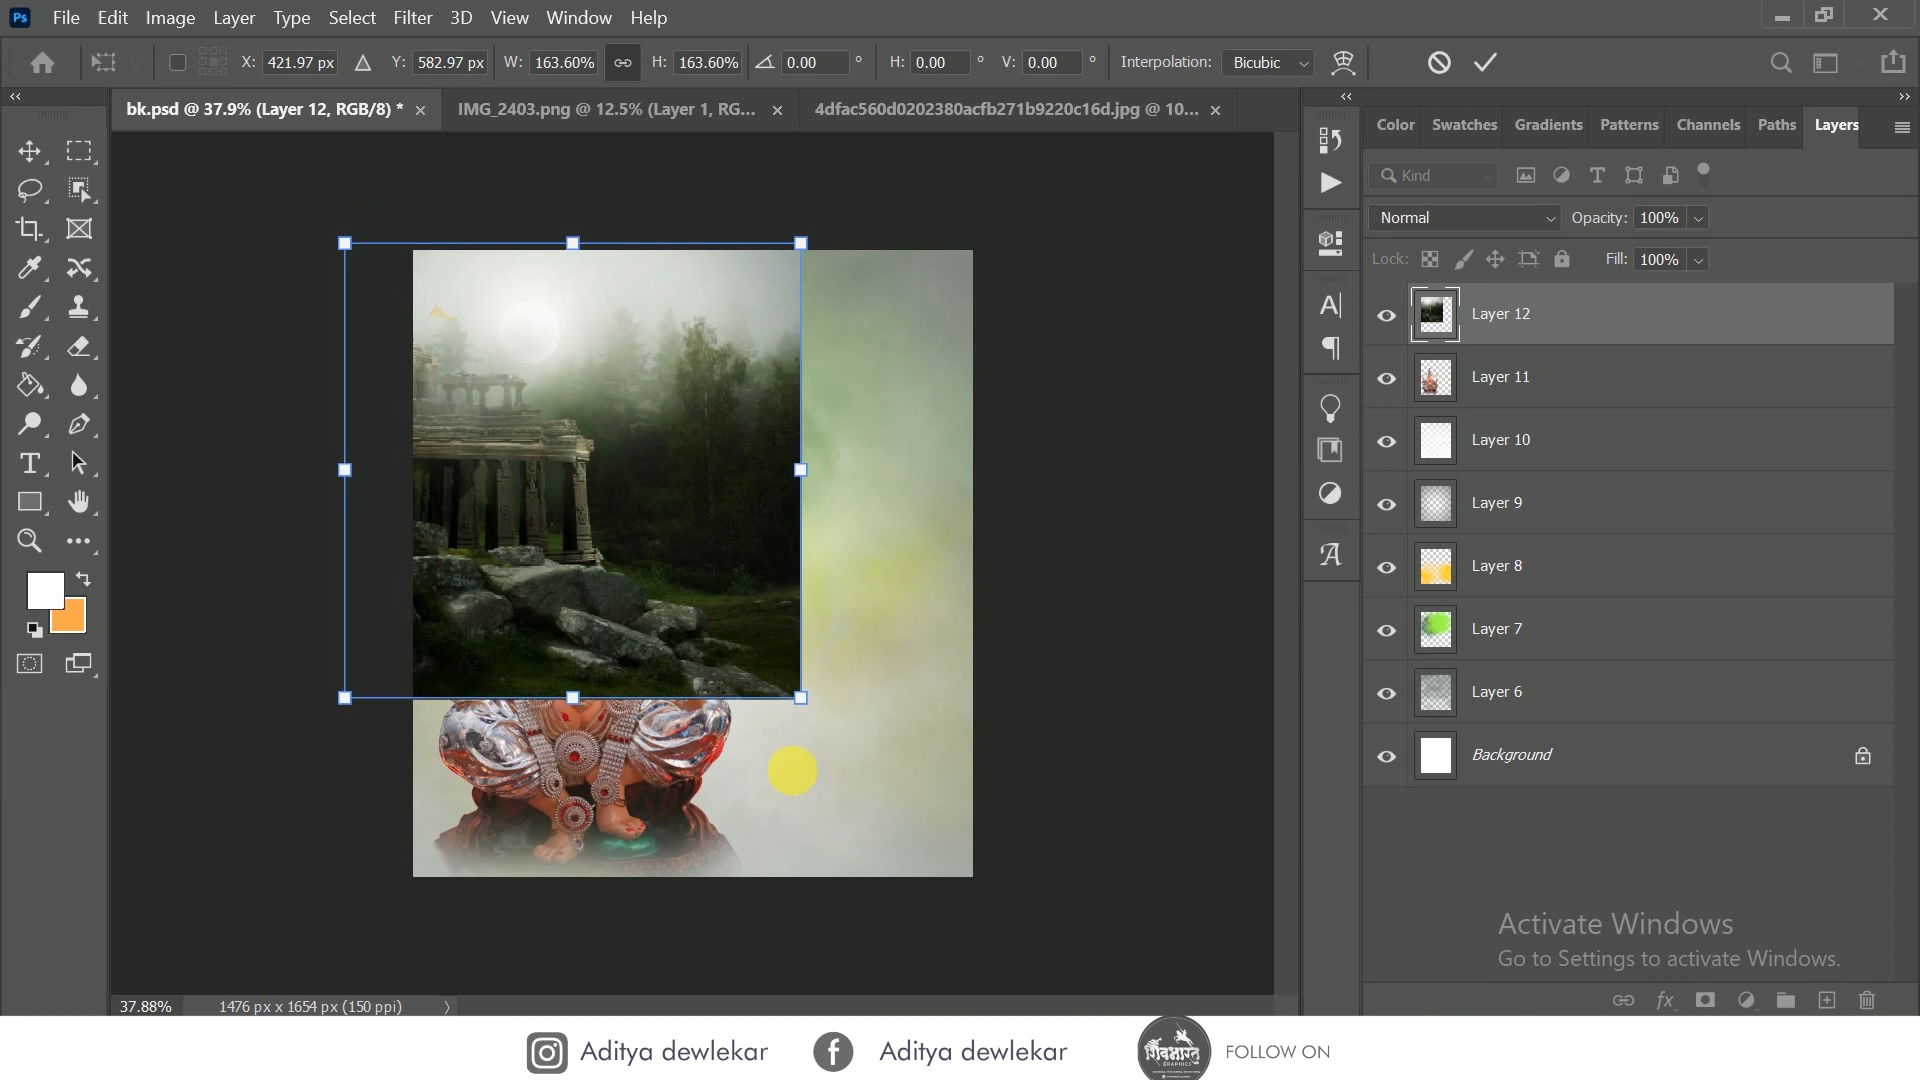 Ps File Edit Image Layer Type Select Filter 3D View Window Help
X: 421.97 px Y: 582.97 px W: 163.60% H: 163.60% 0.00 ° H: 0.00 ° V: 0.00 ° Interpolation: Bicubic
bk.psd @ 37.9% (Layer 12, RGB/8) * IMG_2403.png @ 12.5% (Layer 1, RG... 4dfac560d0202380acfb271b9220c16d.jpg @ 10...
Color Swatches Gradients Patterns Channels Paths Layers
Kind
Normal Opacity: 100%
Lock: Fill: 100%
Layer 12
Layer 11
Layer 10
Layer 9
Layer 8
Layer 7
Layer 6
Background
Activate Windows
Go to Settings to activate Windows.
37.88% 1476 px x 1654 px (150 ppi)
Aditya dewlekar Aditya dewlekar शिवभारत FOLLOW ON
GRAPHICS